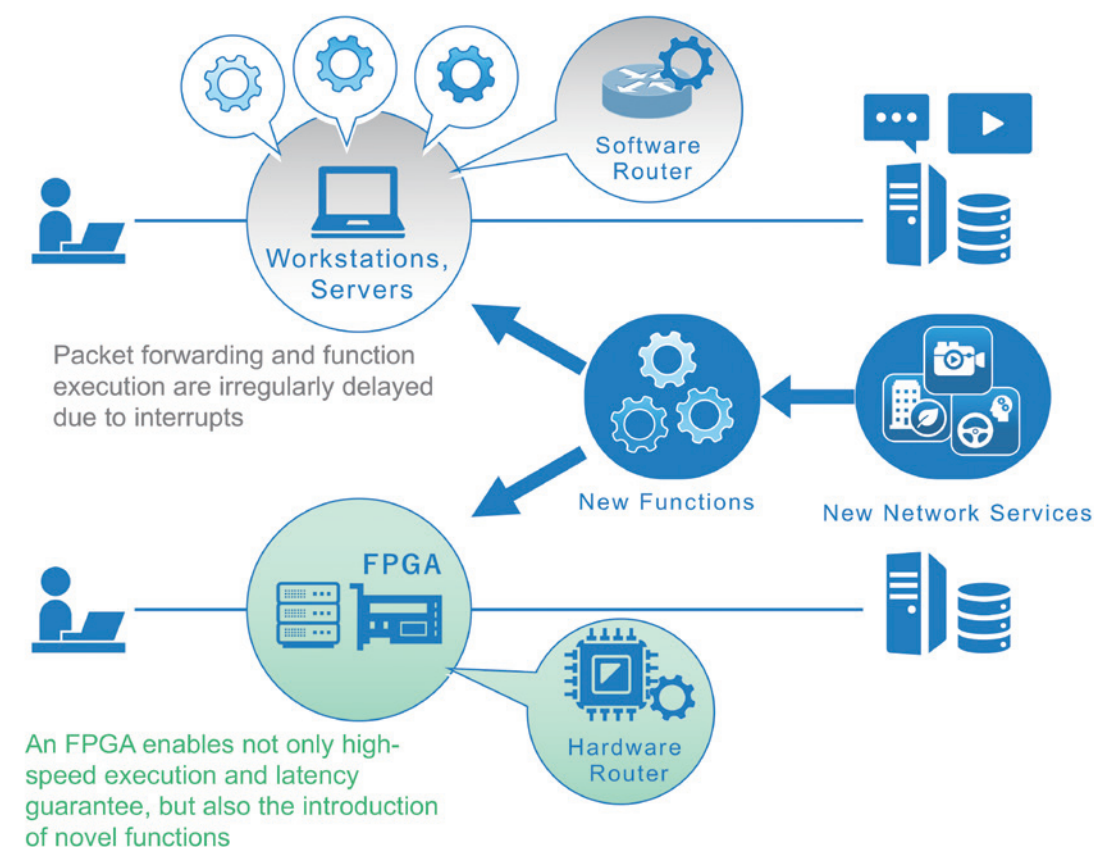 Software
Router
Workstations,
Servers
Packet forwarding and function
execution are irregularly delayed
due to interrupts
New Functions
New Network Services
FPGA
Hardware
Router
An FPGA enables not only high-
speed execution and latency
guarantee, but also the introduction
of novel functions